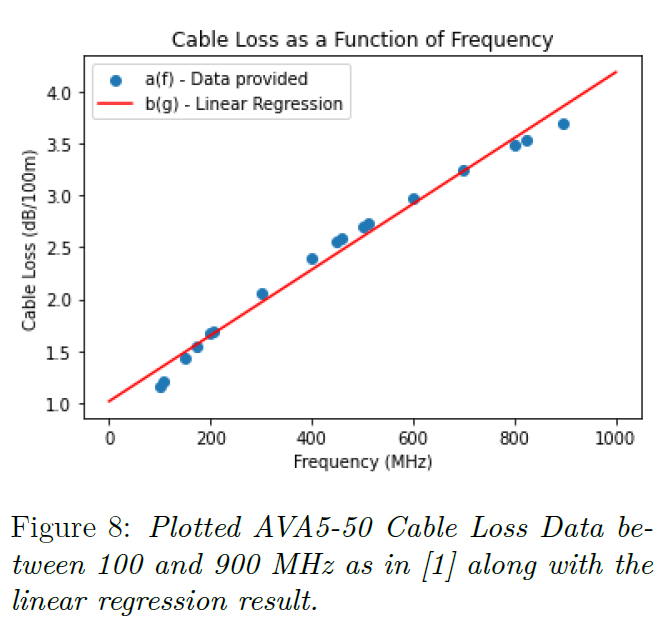 Cable Loss as a Function of Frequency
a(f) - Data provided
b(g) - Linear Regression
Cable Loss (dB/100m)
4.0
3.5
3.0
2.5
2.0
1.5
1.0
0 200 400 600 800 1000
Frequency (MHz)
Figure 8: Plotted AVA5-50 Cable Loss Data be-
tween 100 and 900 MHz as in [1] along with the
linear regression result.